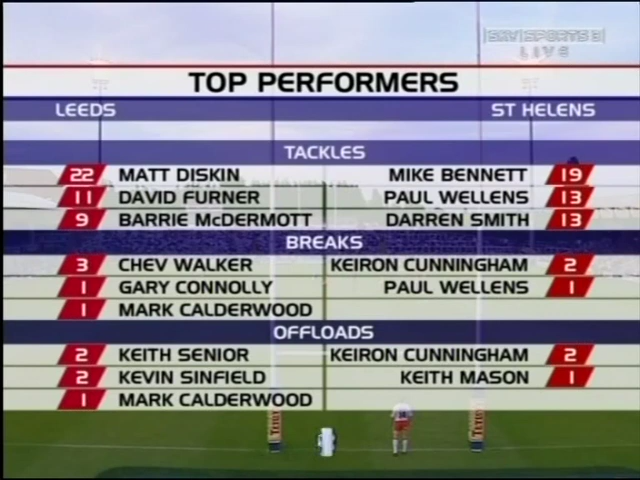 SKY SPORTS 3
LIVE
TOP PERFORMERS
LEEDS ST HELENS
TACKLES
22 MATT DISKIN MIKE BENNETT 19
11 DAVID FURNER PAUL WELLENS 13
9 BARRIE McDERMOTT DARREN SMITH 13
BREAKS
3 CHEV WALKER KEIRON CUNNINGHAM 2
1 GARY CONNOLLY PAUL WELLENS 1
1 MARK CALDERWOOD
OFFLOADS
2 KEITH SENIOR KEIRON CUNNINGHAM 2
2 KEVIN SINFIELD KEITH MASON 1
1 MARK CALDERWOOD